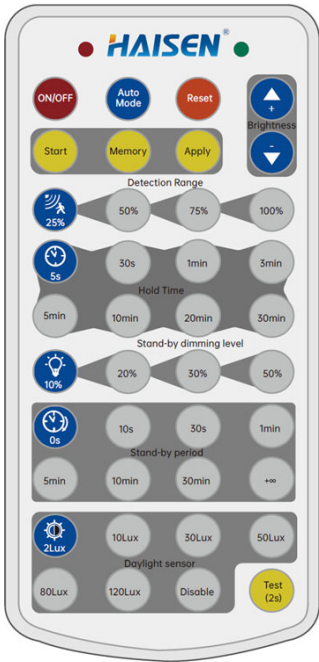 HAISEN®
ON/OFF Auto Mode Reset +
Brightness
Start Memory Apply -
Detection Range
25% 50% 75% 100%
5s 30s 1min 3min
Hold Time
5min 10min 20min 30min
Stand-by dimming level
10% 20% 30% 50%
0s 10s 30s 1min
Stand-by period
5min 10min 30min +∞
2Lux 10Lux 30Lux 50Lux
Daylight sensor
80Lux 120Lux Disable Test (2s)